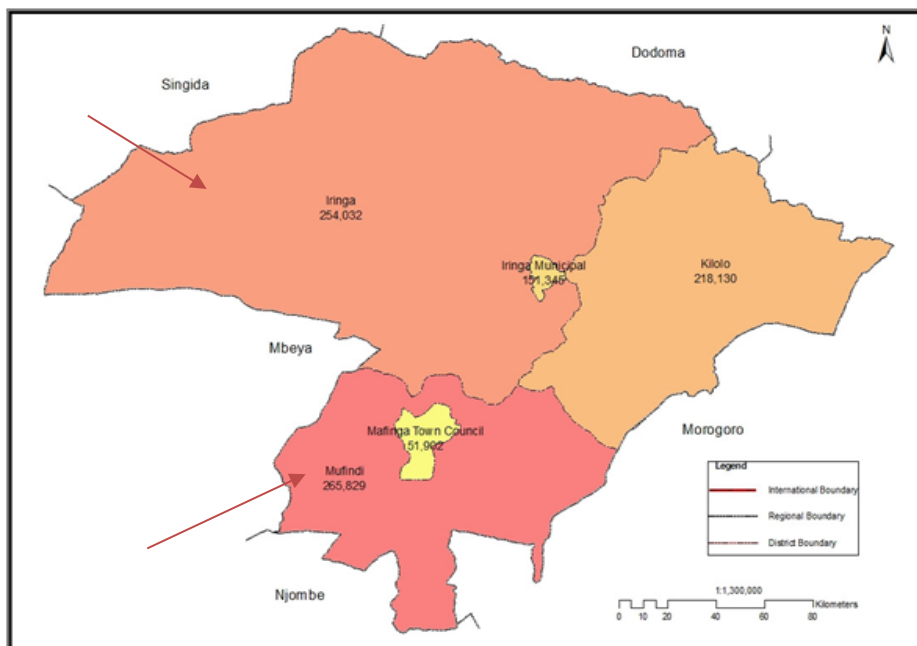 N
Dodoma
Singida
Iringa
254,032
Iringa Municipal
151,345
Kilolo
218,130
Mbeya
Mafinga Town Council
51,902
Morogoro
Mufindi
265,829
Legend
International Boundary
Regional Boundary
District Boundary
Njombe
1:1,300,000
Kilometers
0 10 20 40 60 80